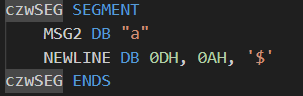 czwSEG SEGMENT
    MSG2 DB "a"
    NEWLINE DB 0DH, 0AH, '$'
czwSEG ENDS